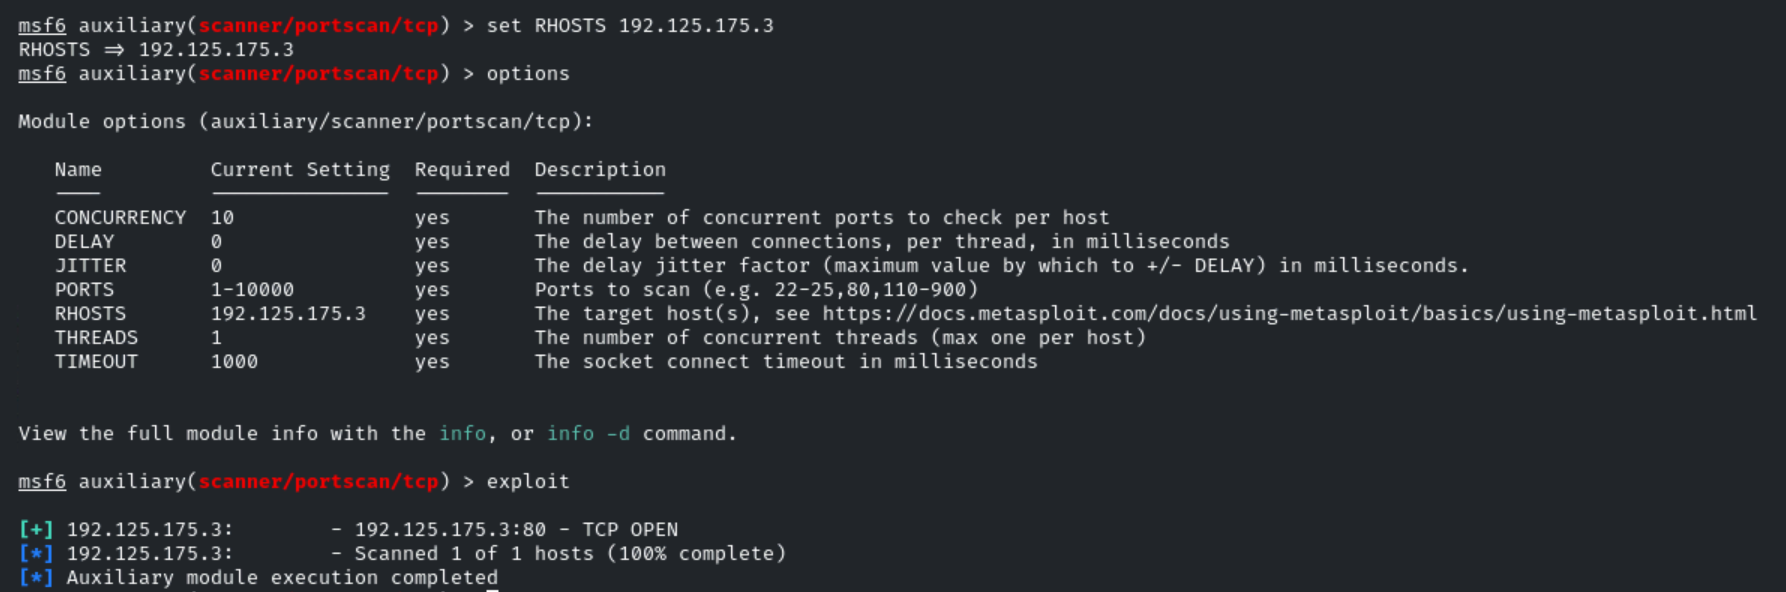 msf6 auxiliary(scanner/portscan/tcp) > set RHOSTS 192.125.175.3
RHOSTS ⇒ 192.125.175.3
msf6 auxiliary(scanner/portscan/tcp) > options
Module options (auxiliary/scanner/portscan/tcp):
Name Current Setting Required Description
CONCURRENCY 10 yes The number of concurrent ports to check per host
DELAY 0 yes The delay between connections, per thread, in milliseconds
JITTER 0 yes The delay jitter factor (maximum value by which to +/- DELAY) in milliseconds.
PORTS 1-10000 yes Ports to scan (e.g. 22-25,80,110-900)
RHOSTS 192.125.175.3 yes The target host(s), see https://docs.metasploit.com/docs/using-metasploit/basics/using-metasploit.html
THREADS 1 yes The number of concurrent threads (max one per host)
TIMEOUT 1000 yes The socket connect timeout in milliseconds
View the full module info with the info, or info -d command.
msf6 auxiliary(scanner/portscan/tcp) > exploit
[+] 192.125.175.3: - 192.125.175.3:80 - TCP OPEN
[*] 192.125.175.3: - Scanned 1 of 1 hosts (100% complete)
[*] Auxiliary module execution completed